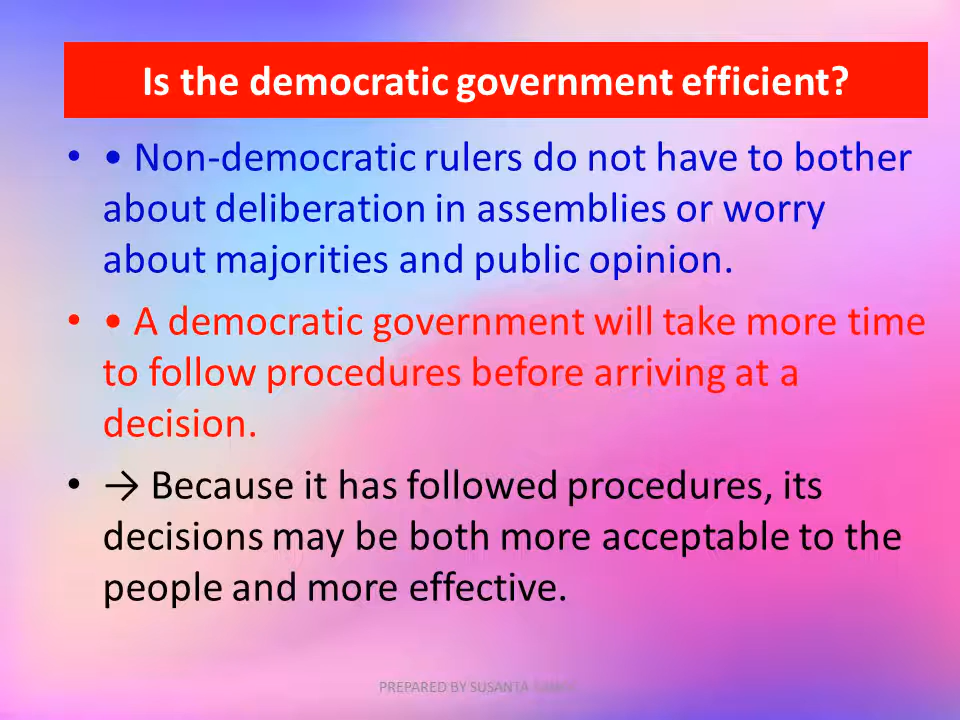 Is the democratic government efficient?
• • Non-democratic rulers do not have to bother
about deliberation in assemblies or worry
about majorities and public opinion.
• • A democratic government will take more time
to follow procedures before arriving at a
decision.
• → Because it has followed procedures, its
decisions may be both more acceptable to the
people and more effective.
PREPARED BY SUSANTA